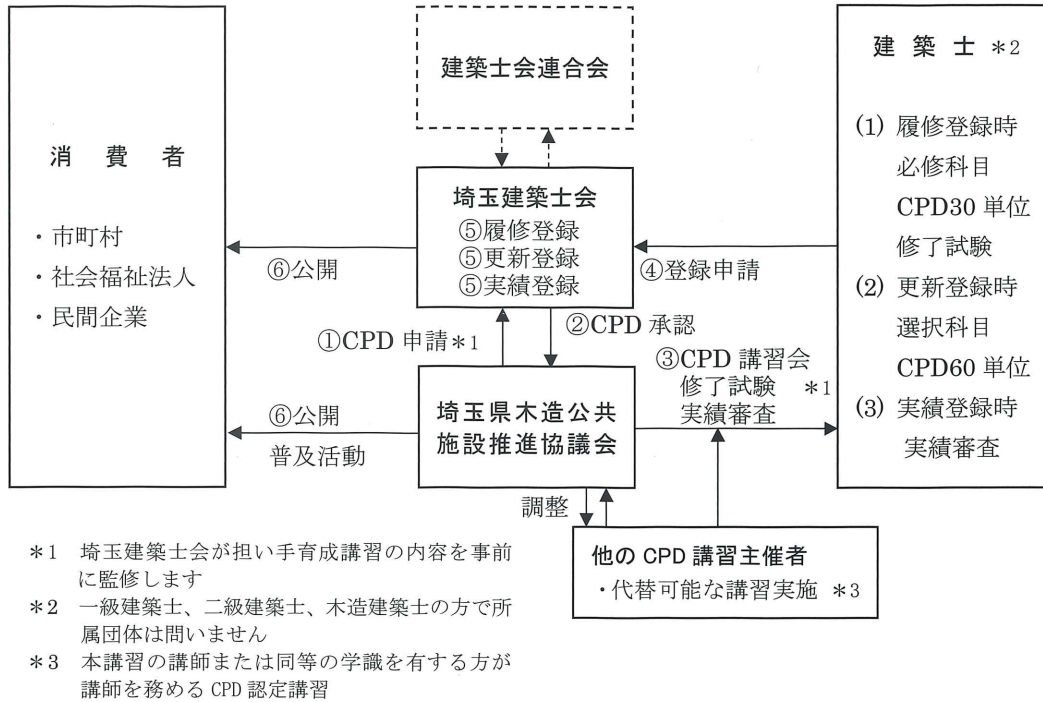 消費者
・市町村
・社会福祉法人
・民間企業
建築士会連合会
埼玉建築士会
⑤履修登録
⑤更新登録
⑤実績登録
⑥公開
④登録申請
①CPD 申請*1
②CPD 承認
③CPD 講習会
修了試験 *1
実績審査
埼玉県木造公共
施設推進協議会
⑥公開
普及活動
調整
他の CPD 講習主催者
・代替可能な講習実施 *3
建築士 *2
(1) 履修登録時
必修科目
CPD30 単位
修了試験
(2) 更新登録時
選択科目
CPD60 単位
(3) 実績登録時
実績審査
*1 埼玉建築士会が担い手育成講習の内容を事前
に監修します
*2 一級建築士、二級建築士、木造建築士の方で所
属団体は問いません
*3 本講習の講師または同等の学識を有する方が
講師を務める CPD 認定講習